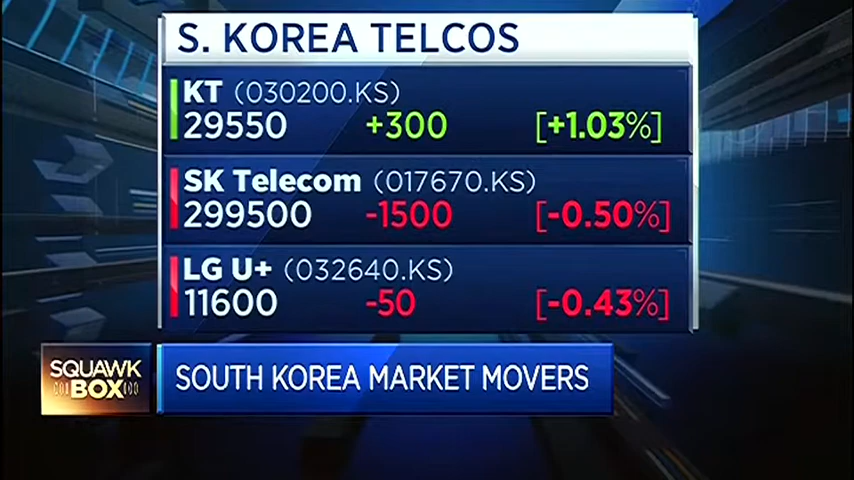 S. KOREA TELCOS
KT (030200.KS)
29550 +300 [+1.03%]
SK Telecom (017670.KS)
299500 -1500 [-0.50%]
LG U+ (032640.KS)
11600 -50 [-0.43%]
SQUAWK
BOX
SOUTH KOREA MARKET MOVERS